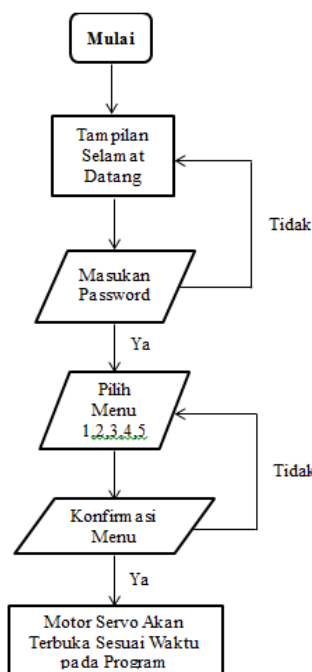 Mulai
Tampilan
Selamat
Datang
Tidak
Masukan
Password
Ya
Pilih
Menu
1,2,3,4,5
Tidak
Konfirmasi
Menu
Ya
Motor Servo Akan
Terbuka Sesuai Waktu
pada Program